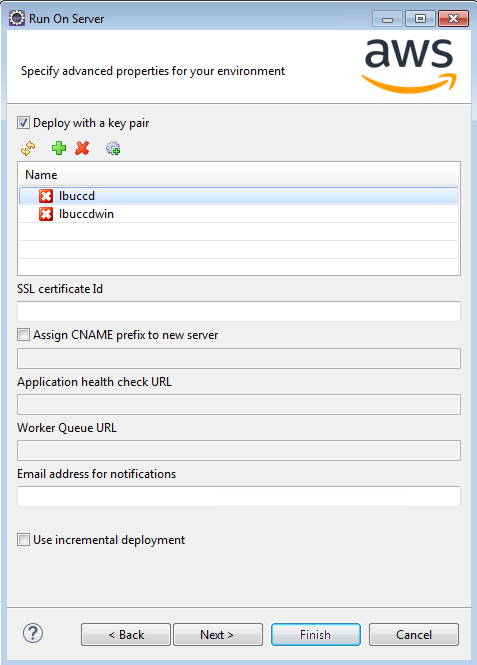 Run On Server
aws
Specify advanced properties for your environment
Deploy with a key pair
Name
lbuccd
lbuccdwin
SSL certificate Id
Assign CNAME prefix to new server
Application health check URL
Worker Queue URL
Email address for notifications
Use incremental deployment
? < Back Next > Finish Cancel